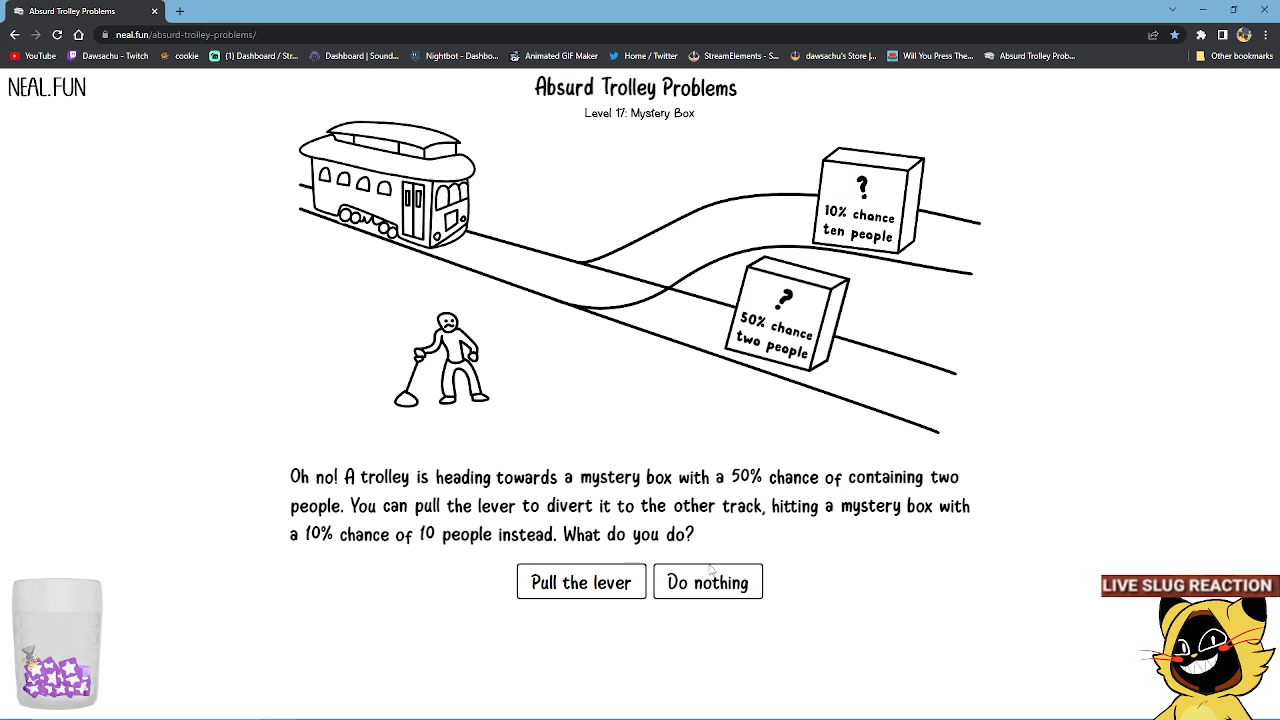 Absurd Trolley Problems
neal.fun/absurd-trolley-problems/
YouTube
Dawsachu - Twitch
cookie
(1) Dashboard / Str...
Dashboard | Sound...
Nightbot - Dashbo...
Animated GIF Maker
Home / Twitter
StreamElements - S...
dawsachu's Store |...
Will You Press The...
Absurd Trolley Prob...
Other bookmarks
NEAL.FUN
Absurd Trolley Problems
Level 17: Mystery Box
?
10% chance
ten people
?
50% chance
two people
Oh no! A trolley is heading towards a mystery box with a 50% chance of containing two
people. You can pull the lever to divert it to the other track, hitting a mystery box with
a 10% chance of 10 people instead. What do you do?
Pull the lever
Do nothing
LIVE SLUG REACTION